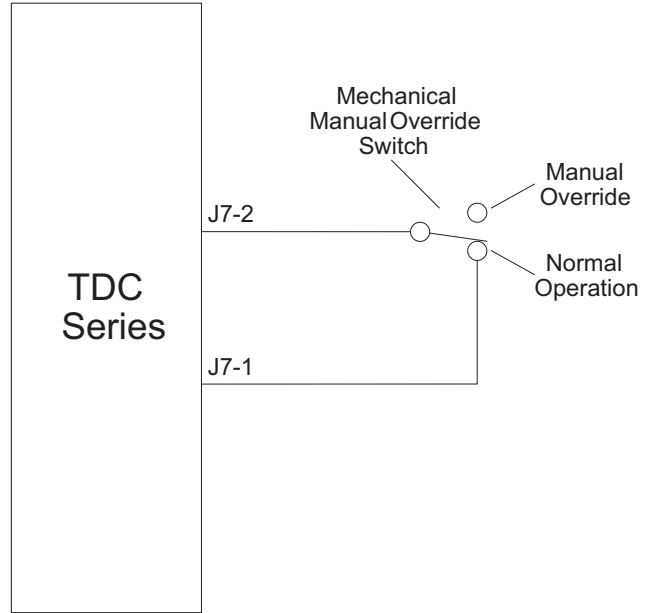 Mechanical
Manual Override
Switch
Manual
Override
J7-2
Normal
Operation
TDC
Series
J7-1